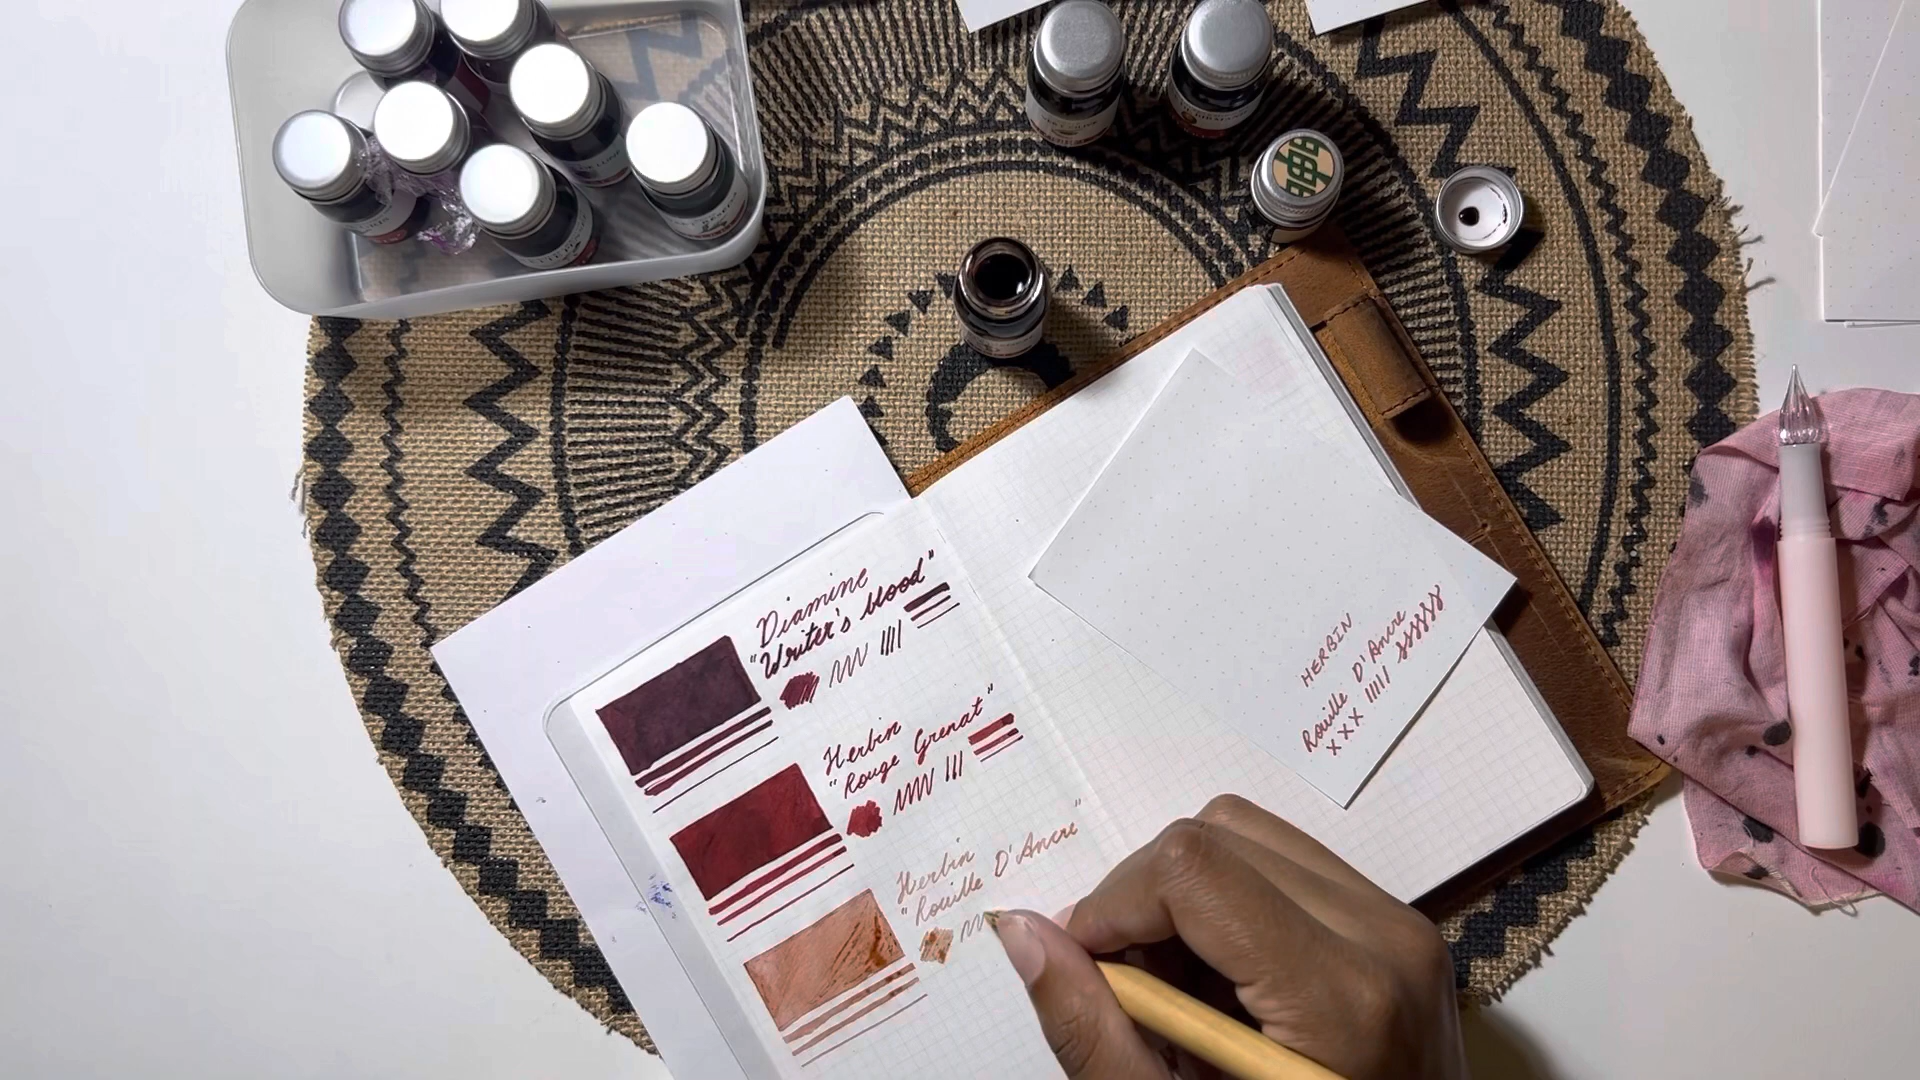 Diamine
"Writer's blood"
Herbin
"Rouge Grenat"
Herbin
"Rouille D'Ancre"
HERBIN
Rouille D'Ancre
x x x